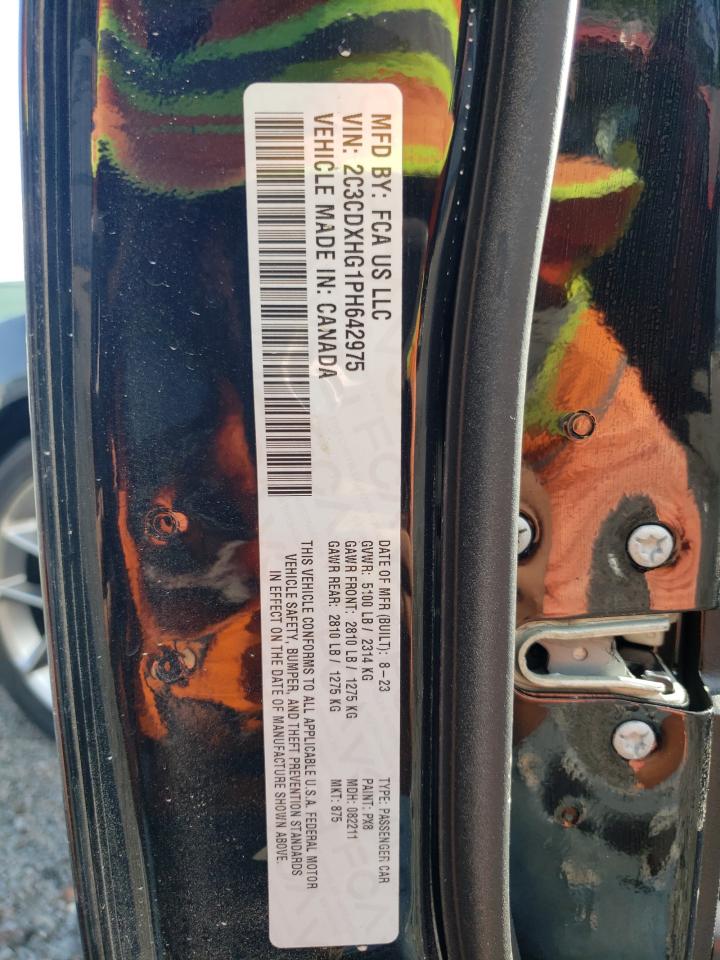 MFD BY: FCA US LLC
VIN: 2C3CDXHG1PH642975
VEHICLE MADE IN: CANADA
DATE OF MFR (BUILT): 8-23
GVWR: 5100 LB / 2314 KG
GAWR FRONT: 2810 LB / 1275 KG
GAWR REAR: 2810 LB / 1275 KG
TYPE: PASSENGER CAR
PAINT: PX8
MDH: 082211
MKT: 875
THIS VEHICLE CONFORMS TO ALL APPLICABLE U.S.A. FEDERAL MOTOR
VEHICLE SAFETY, BUMPER, AND THEFT PREVENTION STANDARDS
IN EFFECT ON THE DATE OF MANUFACTURE SHOWN ABOVE.